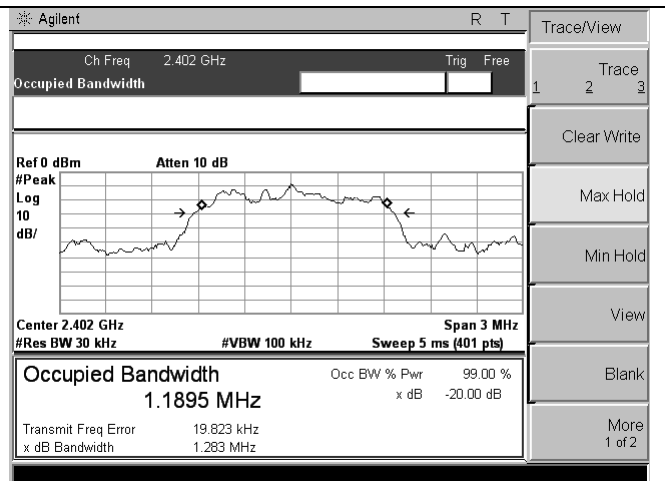 Agilent R T
Trace/View
Ch Freq 2.402 GHz Trig Free
Occupied Bandwidth
Trace
1 2 3
Clear Write
Ref 0 dBm Atten 10 dB
#Peak
Log
10
dB/
Max Hold
Min Hold
View
Center 2.402 GHz Span 3 MHz
#Res BW 30 kHz #VBW 100 kHz Sweep 5 ms (401 pts)
Occupied Bandwidth Occ BW % Pwr 99.00 %
1.1895 MHz x dB -20.00 dB
Blank
Transmit Freq Error 19.823 kHz
x dB Bandwidth 1.283 MHz
More
1 of 2